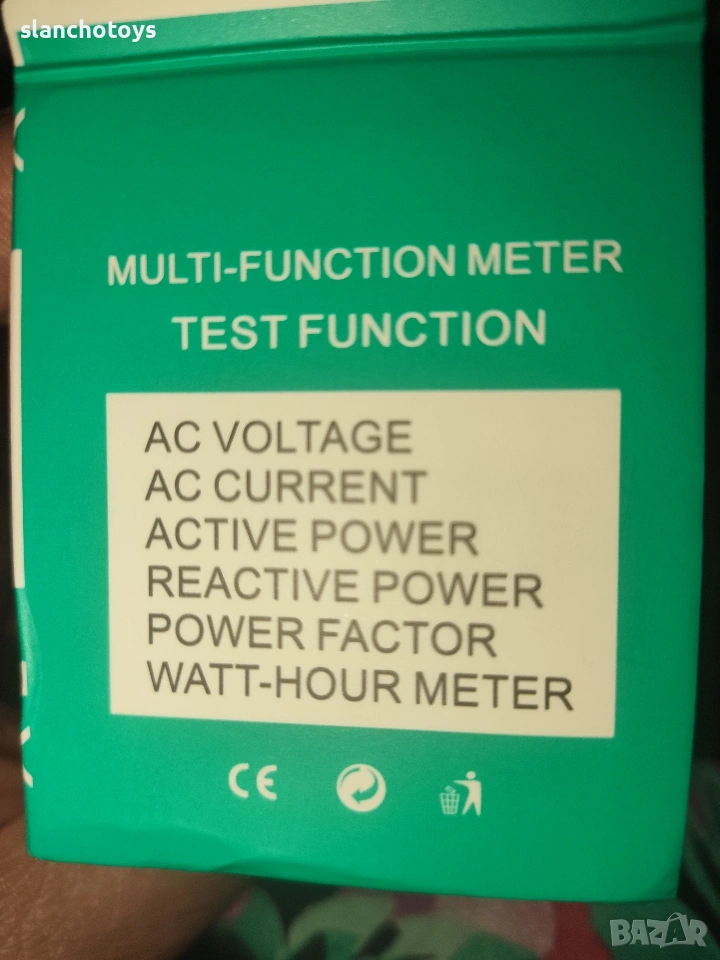 slanchotoys
MULTI-FUNCTION METER
TEST FUNCTION
AC VOLTAGE
AC CURRENT
ACTIVE POWER
REACTIVE POWER
POWER FACTOR
WATT-HOUR METER
CE
BAZAR